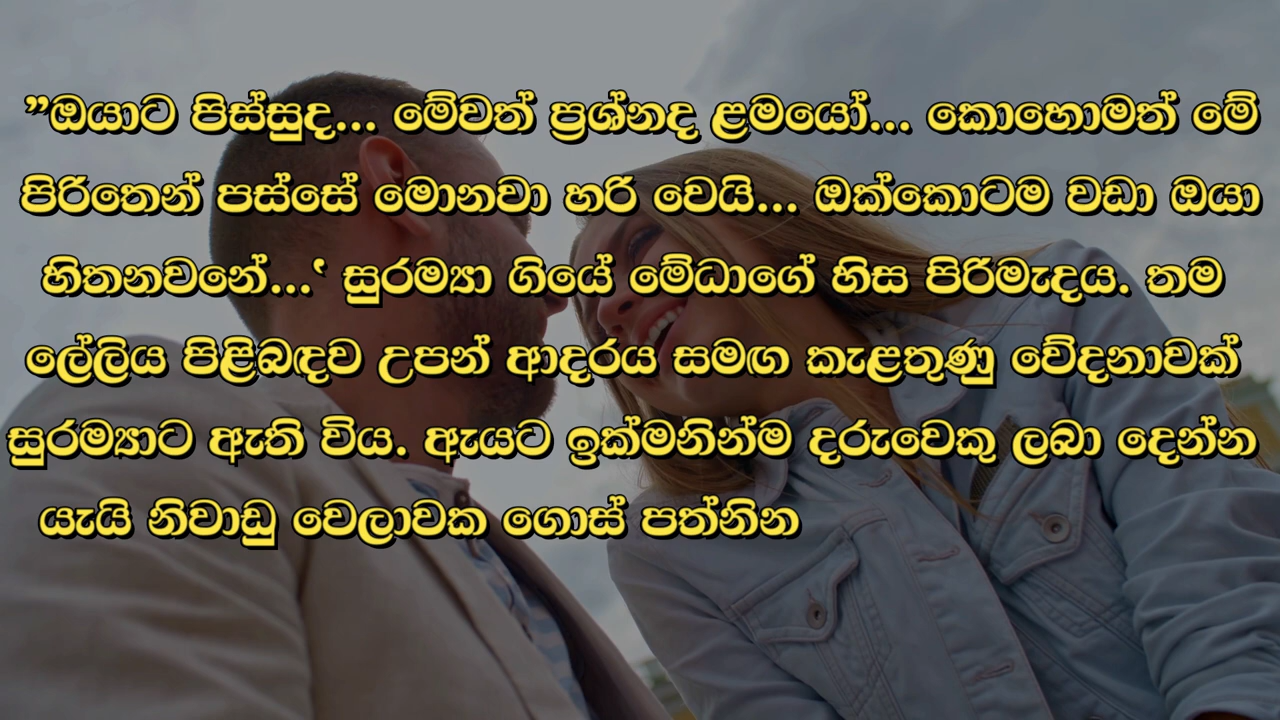 ”ඔයාට පිස්සුද... මේවත් ප්‍රශ්නද ළමයෝ... කොහොමත් මේ
පිරිතෙන් පස්සේ මොනවා හරි වෙයි... ඔක්කොටම වඩා ඔයා
හිතනවනේ...‛ සුරම්‍යා ගියේ මේධාගේ හිස පිරිමැදය. තම
ලේලිය පිළිබඳව උපන් ආදරය සමඟ කැළතුණු වේදනාවක්
සුරම්‍යාට ඇති විය. ඇයට ඉක්මනින්ම දරුවෙකු ලබා දෙන්න
යැයි නිවාඩු වෙලාවක ගොස් පත්නින